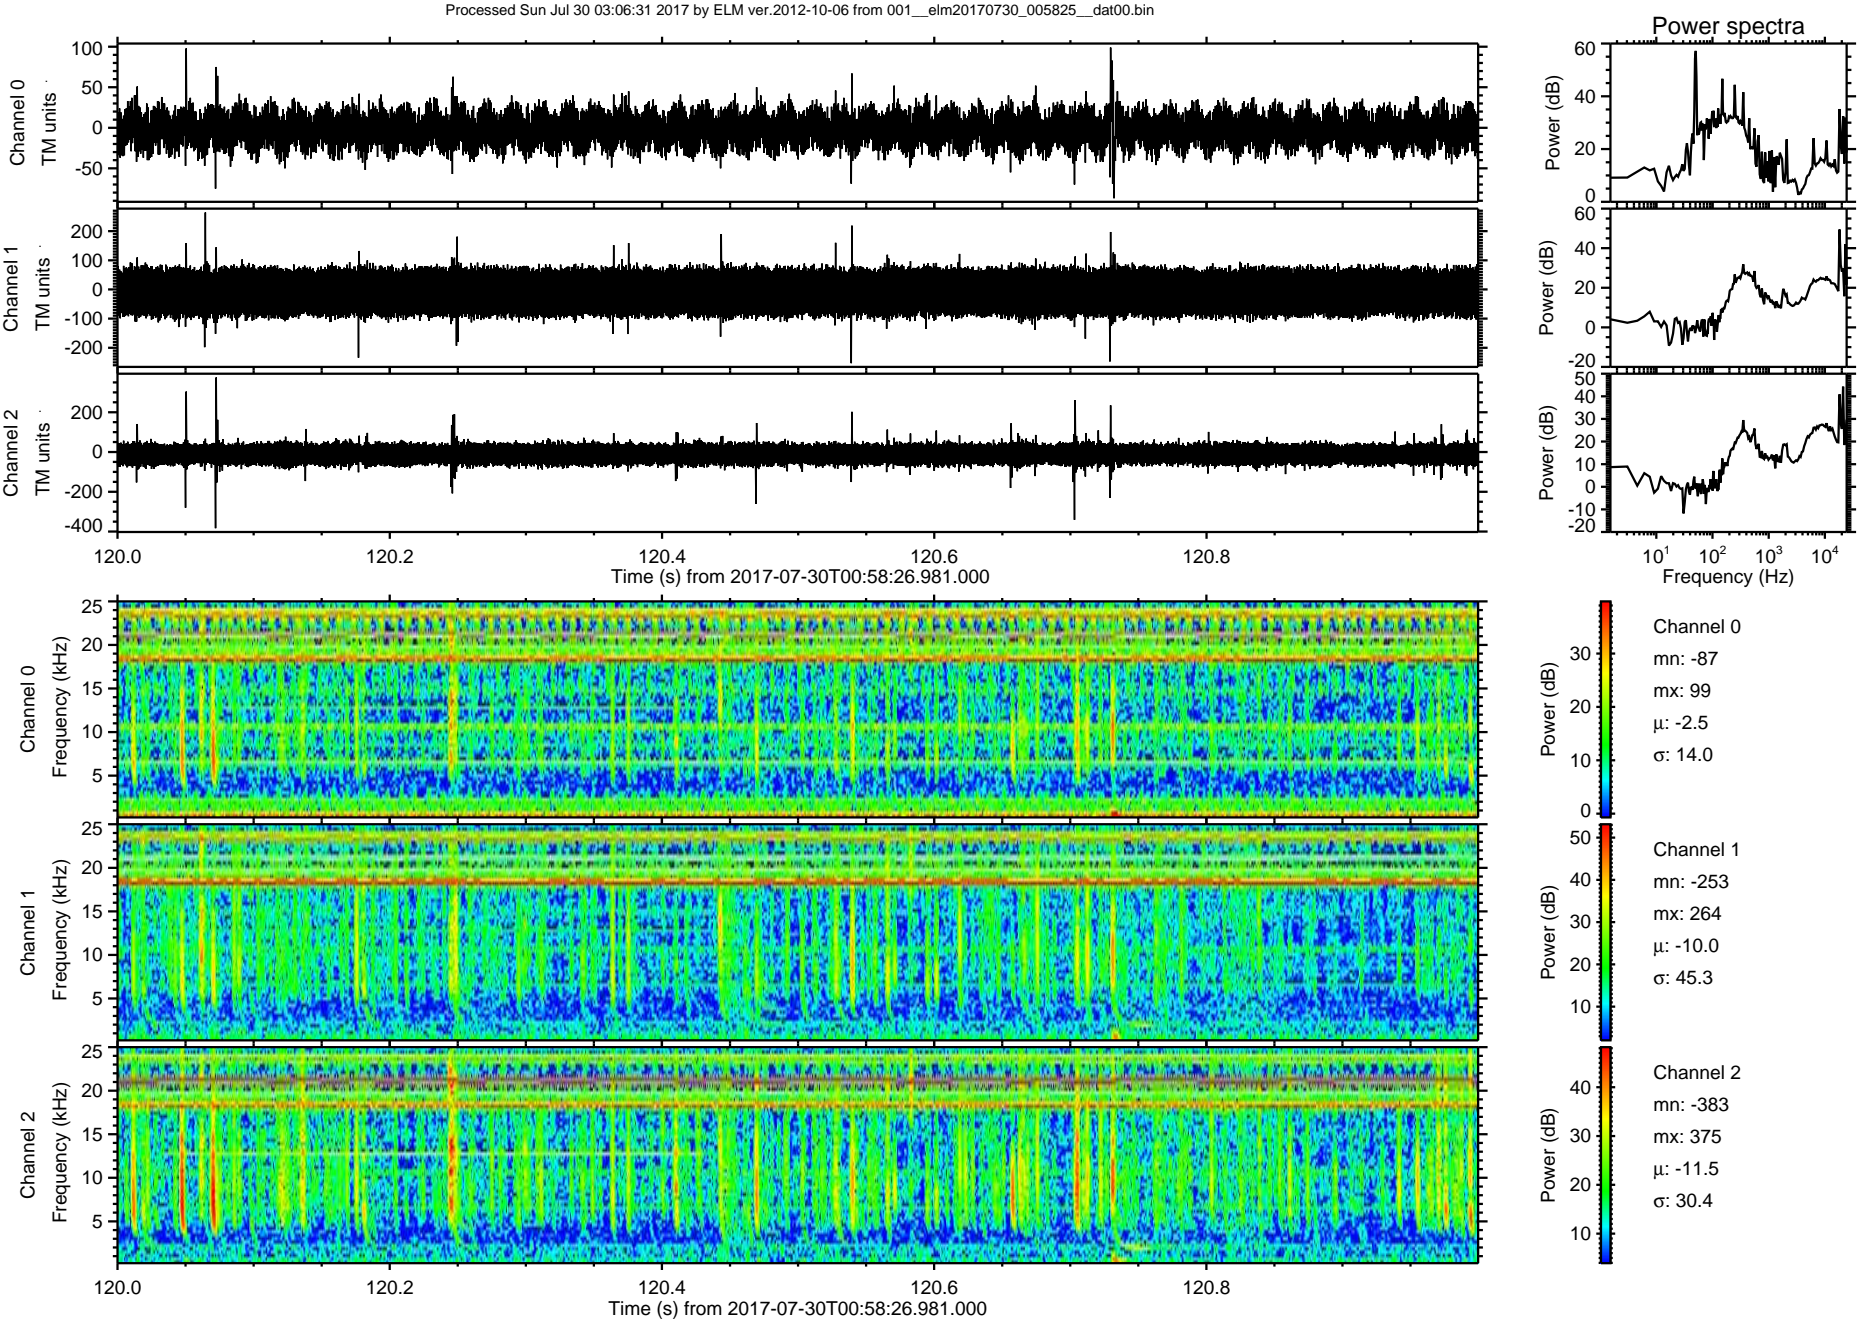 Processed Sun Jul 30 03:06:31 2017 by ELM ver.2012-10-06 from 001__elm20170730_005825__dat00.bin
Power spectra
Channel 0
TM units
100
50
0
-50
Power (dB)
60
40
20
0
Channel 1
TM units
200
100
0
-100
-200
Power (dB)
60
40
20
0
-20
Channel 2
TM units
200
0
-200
-400
Power (dB)
50
40
30
20
10
0
-10
-20
120.0 120.2 120.4 120.6 120.8
Time (s) from 2017-07-30T00:58:26.981.000
10^1 10^2 10^3 10^4
Frequency (Hz)
Channel 0
Frequency (kHz)
25
20
15
10
5
Power (dB)
30
20
10
0
Channel 0
mn: -87
mx: 99
μ: -2.5
σ: 14.0
Channel 1
Frequency (kHz)
25
20
15
10
5
Power (dB)
50
40
30
20
10
Channel 1
mn: -253
mx: 264
μ: -10.0
σ: 45.3
Channel 2
Frequency (kHz)
25
20
15
10
5
Power (dB)
40
30
20
10
Channel 2
mn: -383
mx: 375
μ: -11.5
σ: 30.4
120.0 120.2 120.4 120.6 120.8
Time (s) from 2017-07-30T00:58:26.981.000